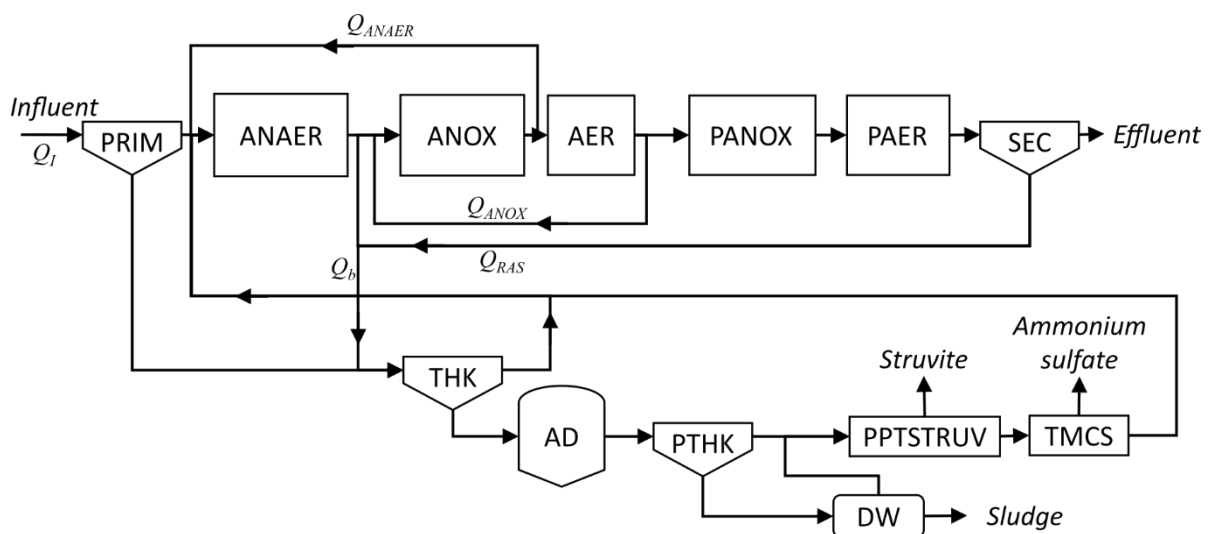 Q_ANAER
Influent
Q_I
PRIM
ANAER
ANOX
AER
PANOX
PAER
SEC
Effluent
Q_ANOX
Q_RAS
Q_b
THK
AD
PTHK
Struvite
Ammonium
sulfate
PPTSTRUV
TMCS
DW
Sludge